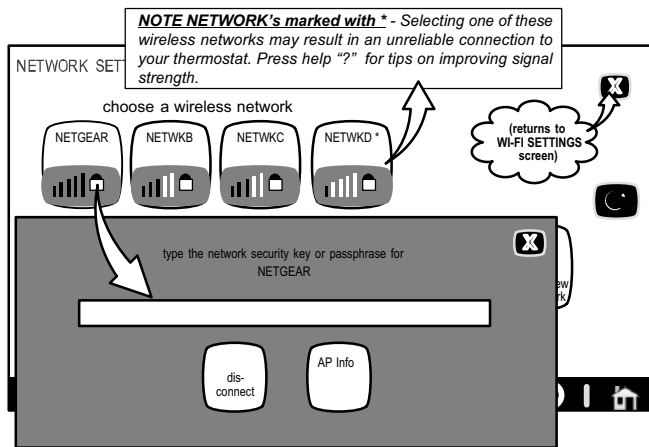 NOTE NETWORK's marked with * - Selecting one of these
wireless networks may result in an unreliable connection to
your thermostat. Press help “?” for tips on improving signal
strength.
NETWORK SETT
choose a wireless network
NETGEAR
NETWKB
NETWKC
NETWKD *
X
(returns to
WI-FI SETTINGS
screen)
X
type the network security key or passphrase for
NETGEAR
ew
rk
dis-
connect
AP Info